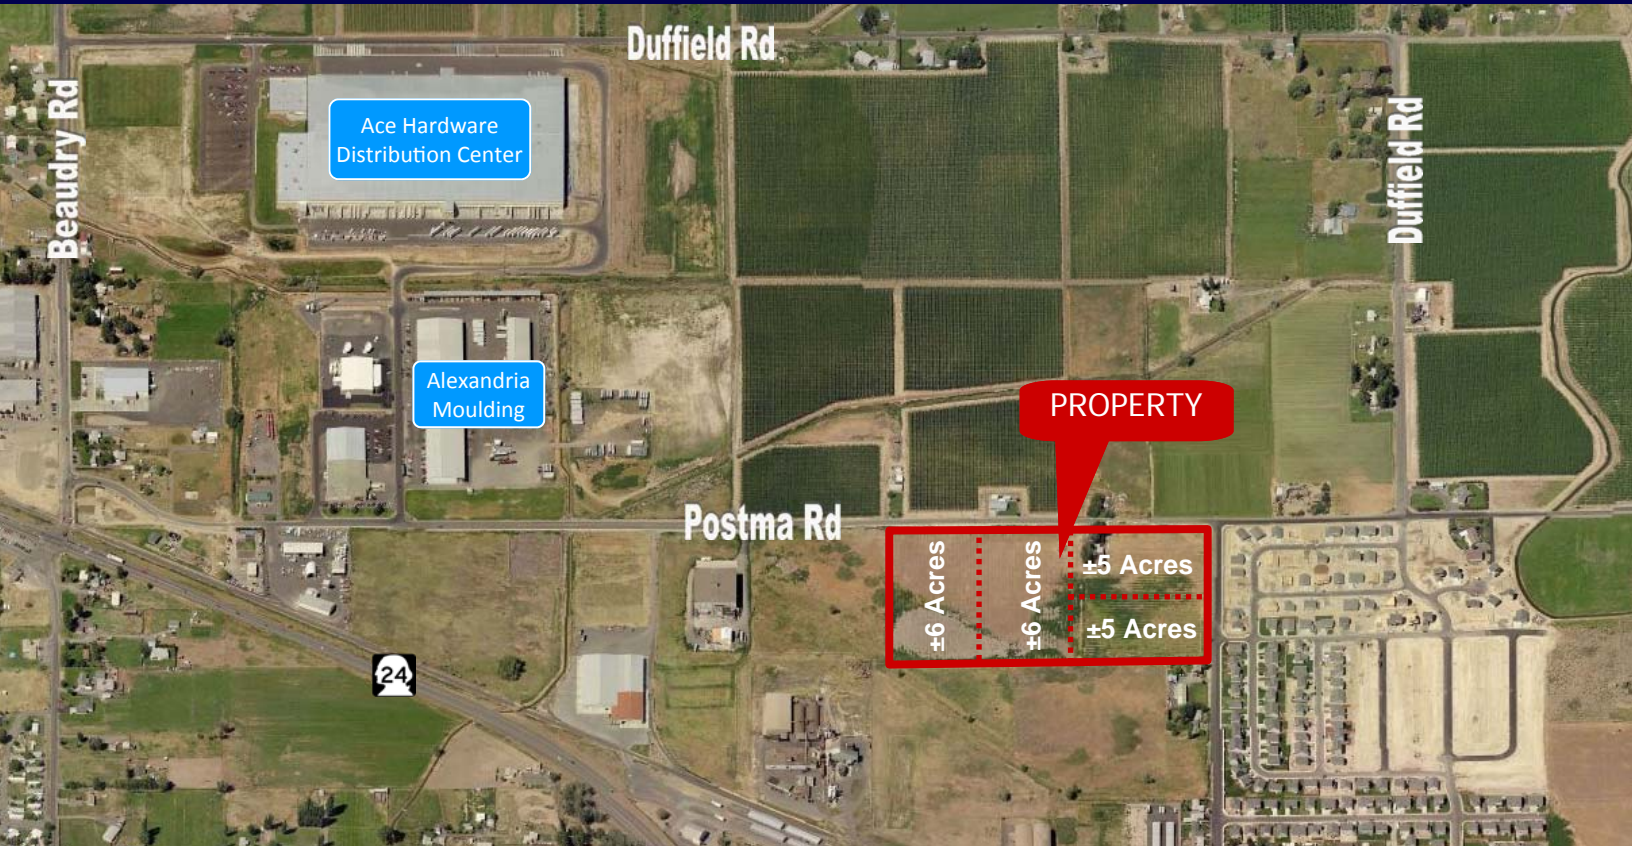 Duffield Rd
Beaudry Rd
Ace Hardware
Distribution Center
Duffield Rd
Alexandria
Moulding
PROPERTY
Postma Rd
±6 Acres
±6 Acres
±5 Acres
±5 Acres
24